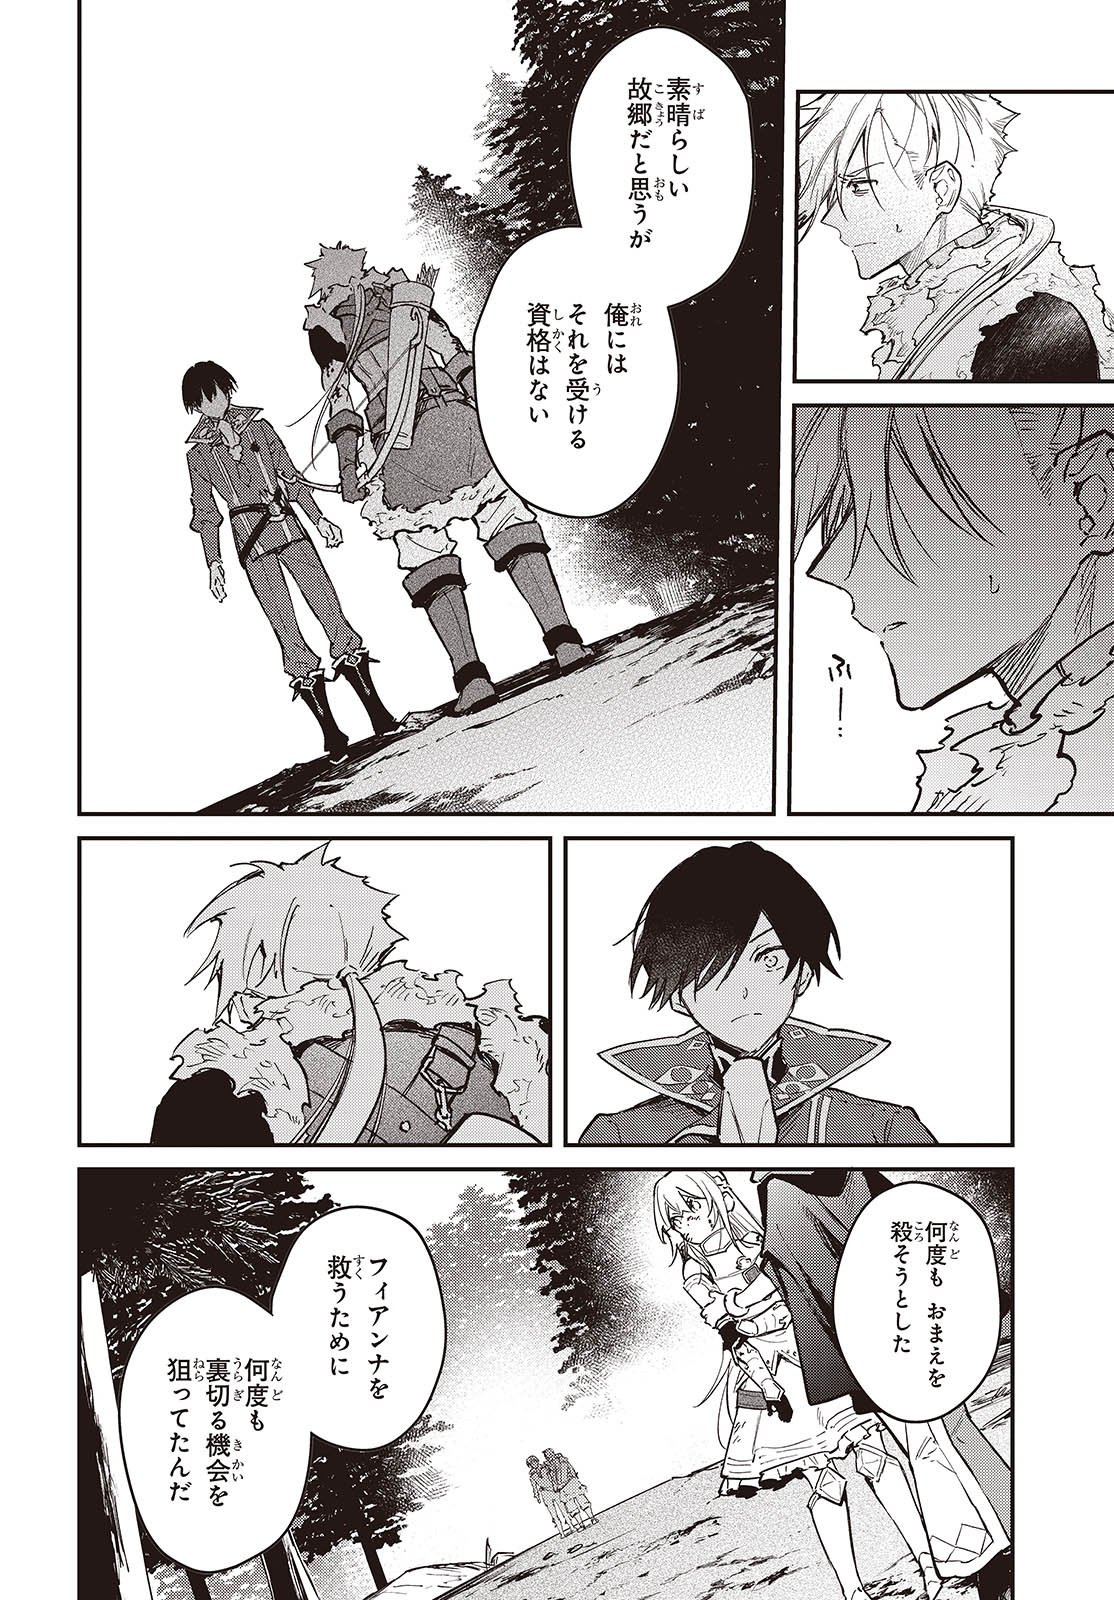 ふー…
素晴らしい
故郷だと思うが
俺には
それを受ける
資格はない
何度も おまえを
殺そうとした
フィアンナを
救うために
何度も
裏切る機会を
狙ってたんだ